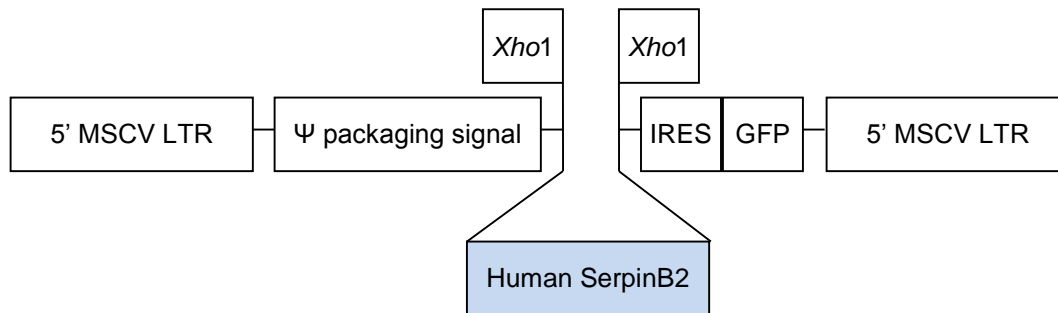 Xho1
Xho1
5' MSCV LTR
Ψ packaging signal
IRES
GFP
5' MSCV LTR
Human SerpinB2